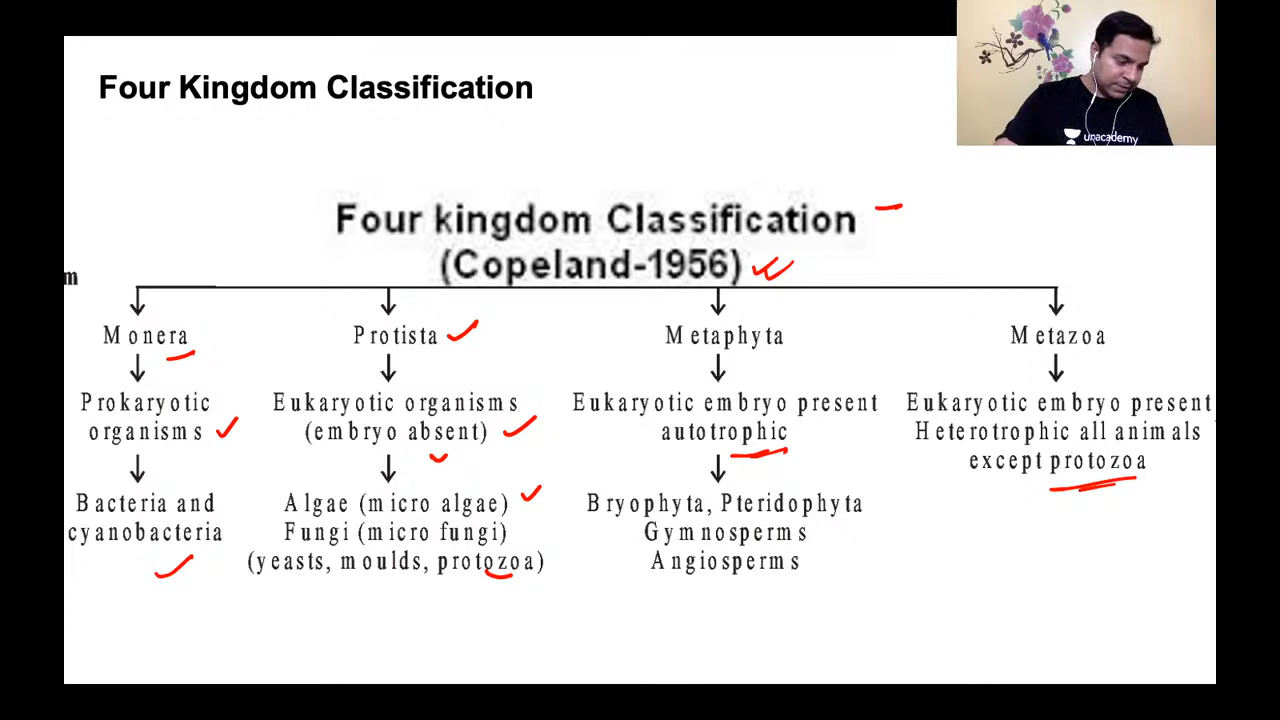 Four Kingdom Classification
unacademy
Four kingdom Classification
(Copeland-1956)
m
Monera
Protista
Metaphyta
Metazoa
Prokaryotic
organisms
Eukaryotic organisms
(embryo absent)
Eukaryotic embryo present
autotrophic
Eukaryotic embryo present
Heterotrophic all animals
except protozoa
Bacteria and
cyanobacteria
Algae (micro algae)
Fungi (micro fungi)
(yeasts, moulds, protozoa)
Bryophyta, Pteridophyta
Gymnosperms
Angiosperms